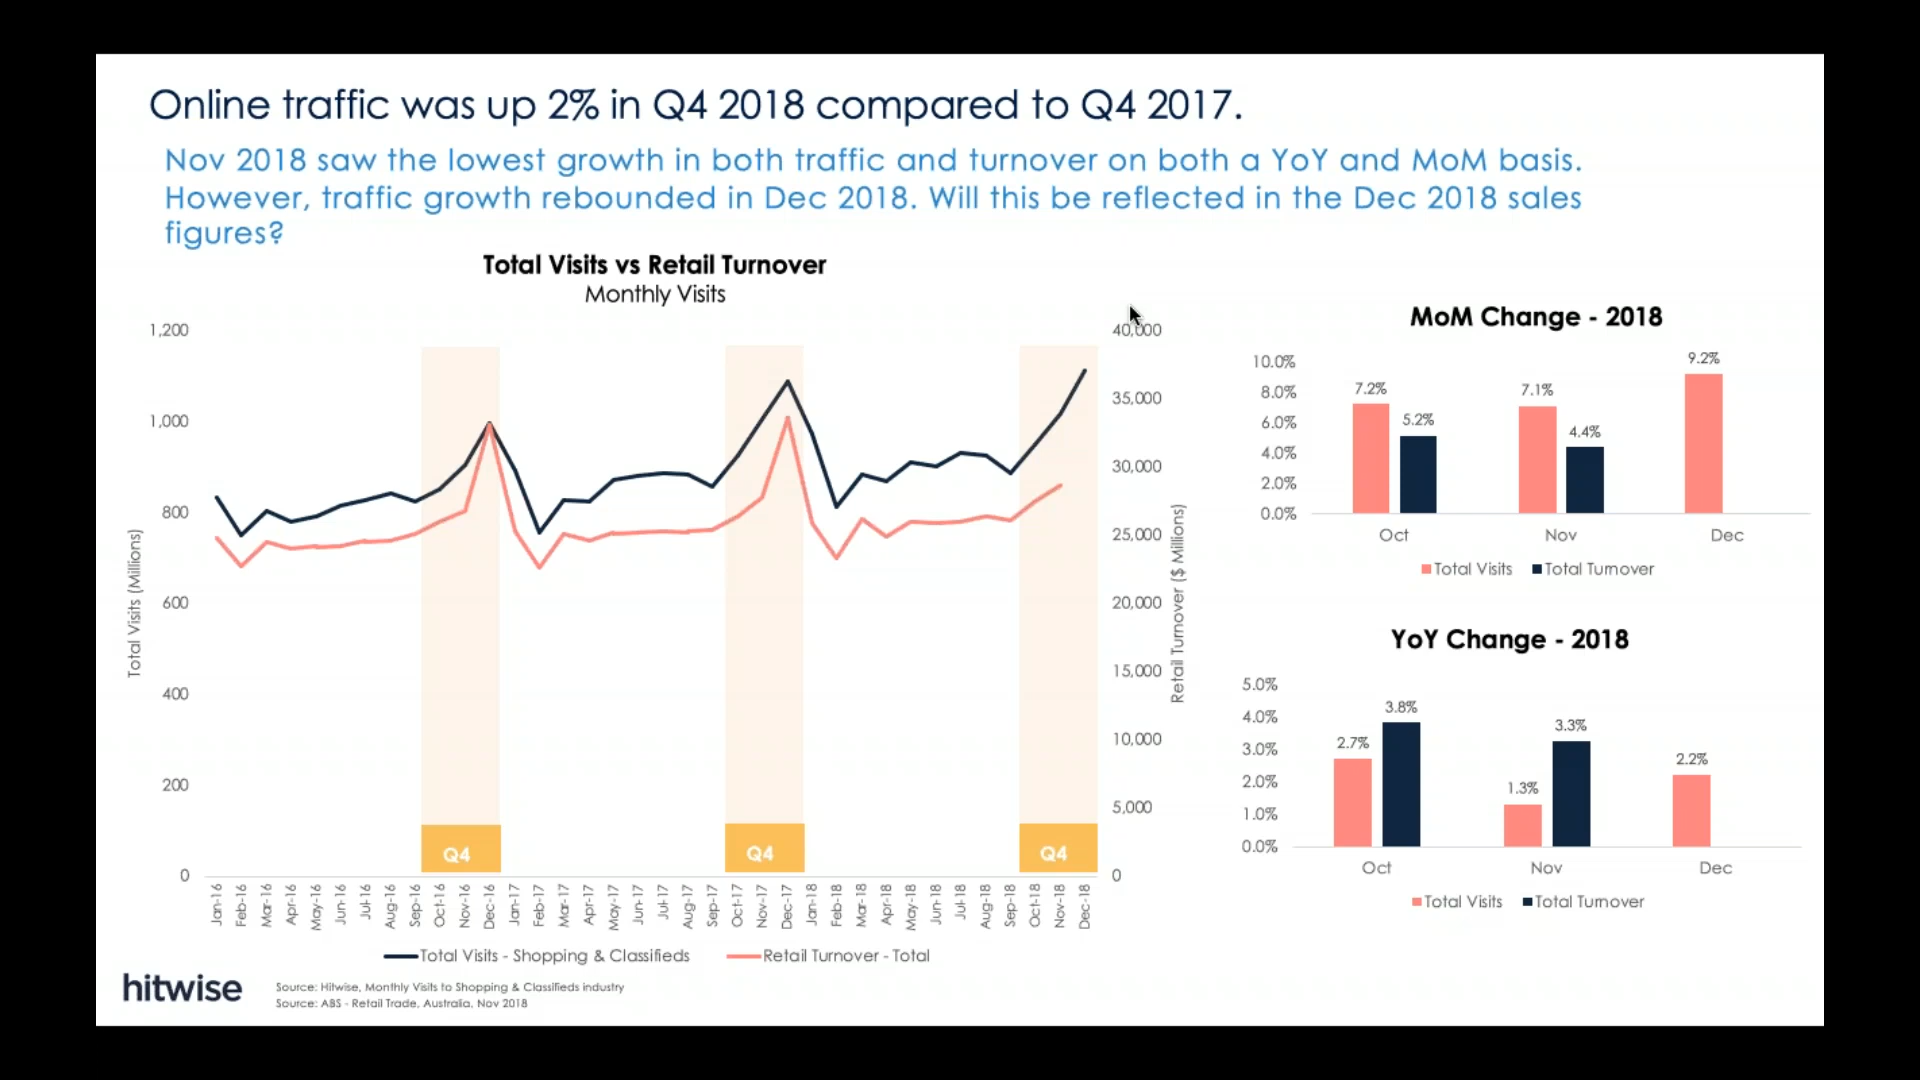 Online traffic was up 2% in Q4 2018 compared to Q4 2017.
Nov 2018 saw the lowest growth in both traffic and turnover on both a YoY and MoM basis.
However, traffic growth rebounded in Dec 2018. Will this be reflected in the Dec 2018 sales
figures?
Total Visits vs Retail Turnover
Monthly Visits
Total Visits (Millions)
1,200
1,000
800
600
400
200
0
40,000
35,000
30,000
25,000
20,000
15,000
10,000
5,000
0
Retail Turnover ($ Millions)
Q4
Q4
Q4
Jan-16
Feb-16
Mar-16
Apr-16
May-16
Jun-16
Jul-16
Aug-16
Sep-16
Oct-16
Nov-16
Dec-16
Jan-17
Feb-17
Mar-17
Apr-17
May-17
Jun-17
Jul-17
Aug-17
Sep-17
Oct-17
Nov-17
Dec-17
Jan-18
Feb-18
Mar-18
Apr-18
May-18
Jun-18
Jul-18
Aug-18
Sep-18
Oct-18
Nov-18
Dec-18
Total Visits - Shopping & Classifieds
Retail Turnover - Total
MoM Change - 2018
10.0%
8.0%
6.0%
4.0%
2.0%
0.0%
7.2%
5.2%
7.1%
4.4%
9.2%
Oct
Nov
Dec
Total Visits
Total Turnover
YoY Change - 2018
5.0%
4.0%
3.0%
2.0%
1.0%
0.0%
2.7%
3.8%
1.3%
3.3%
2.2%
Oct
Nov
Dec
Total Visits
Total Turnover
hitwise
Source: Hitwise, Monthly Visits to Shopping & Classifieds industry
Source: ABS - Retail Trade, Australia, Nov 2018